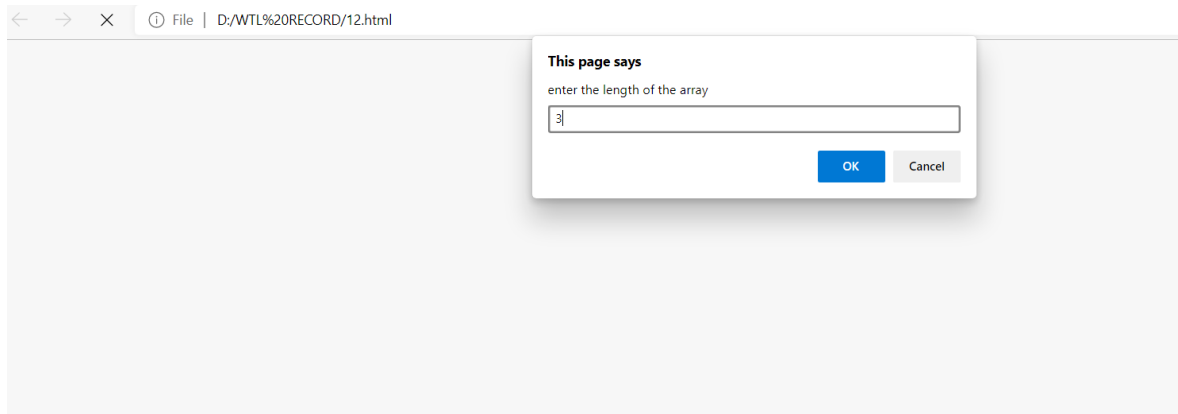 File | D:/WTL%20RECORD/12.html
This page says
enter the length of the array
3
OK Cancel